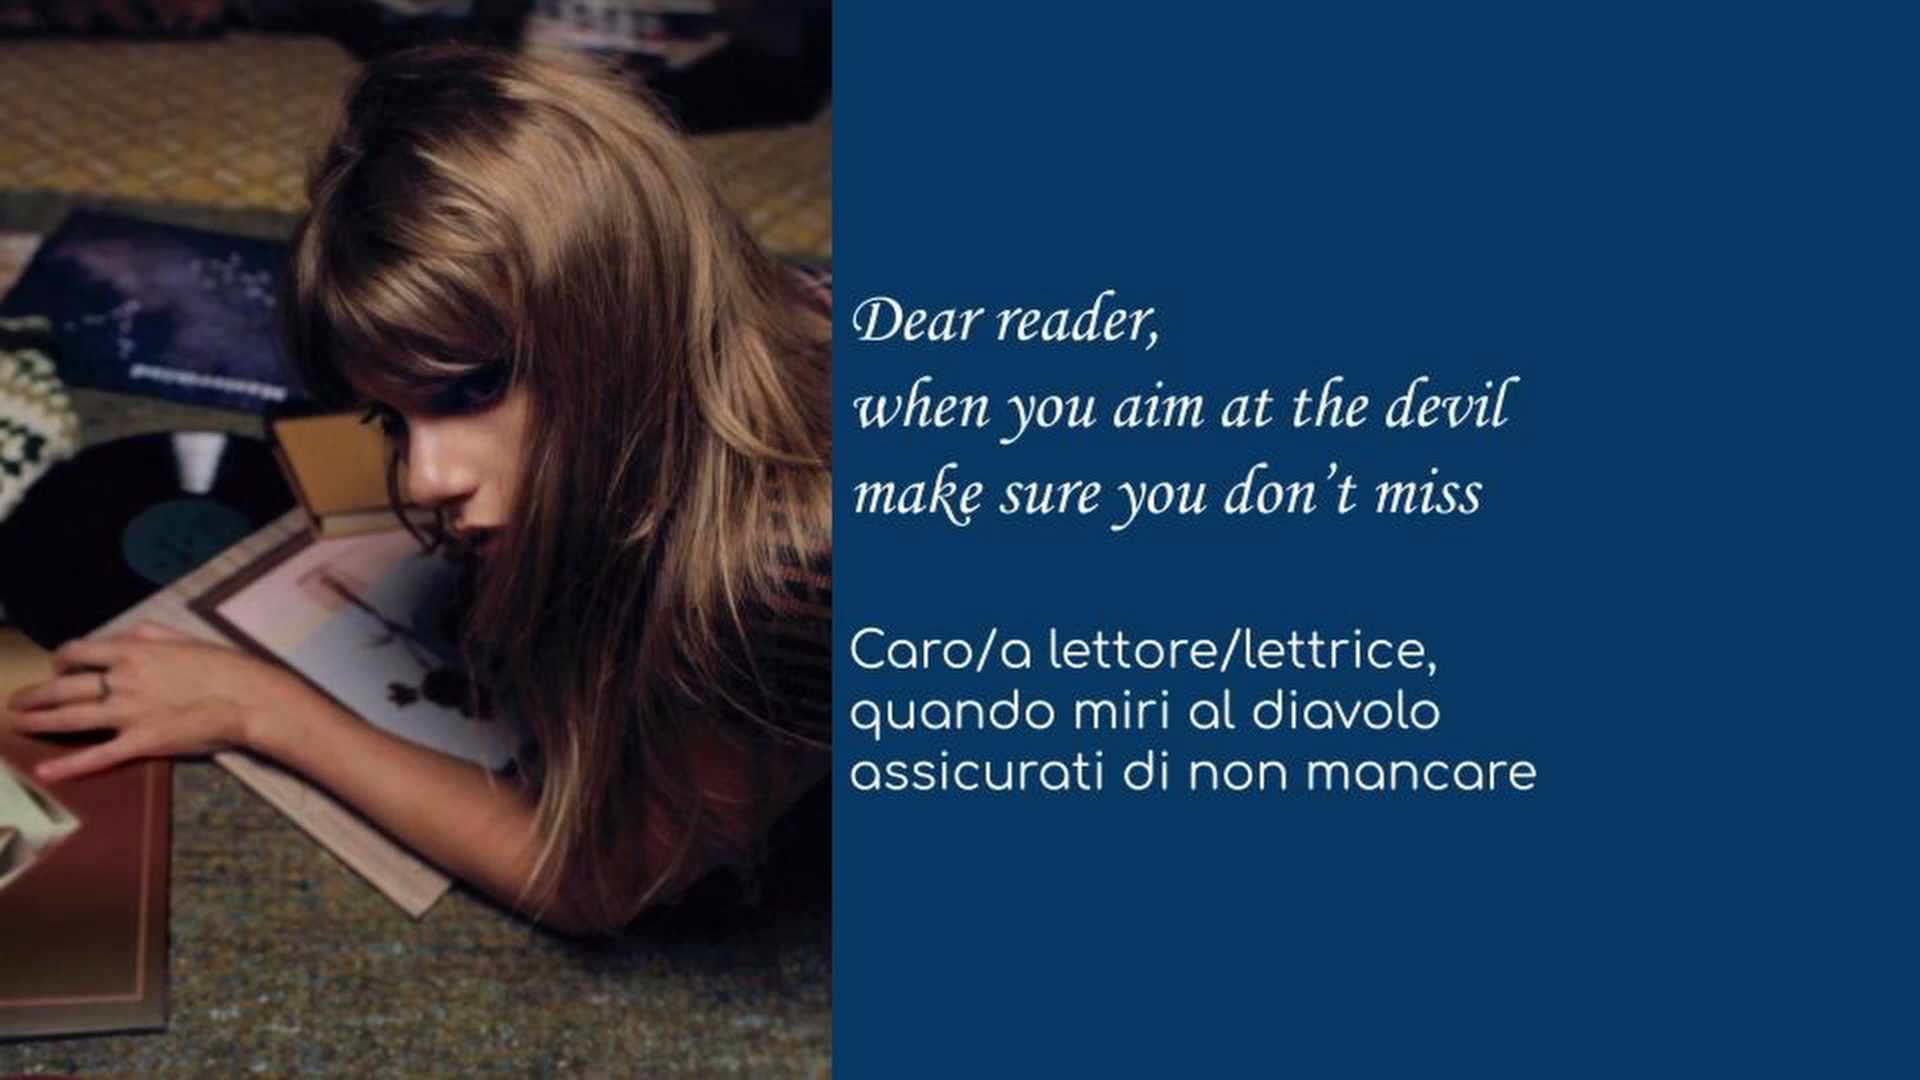 Dear reader,
when you aim at the devil
make sure you don’t miss
Caro/a lettore/lettrice,
quando miri al diavolo
assicurati di non mancare